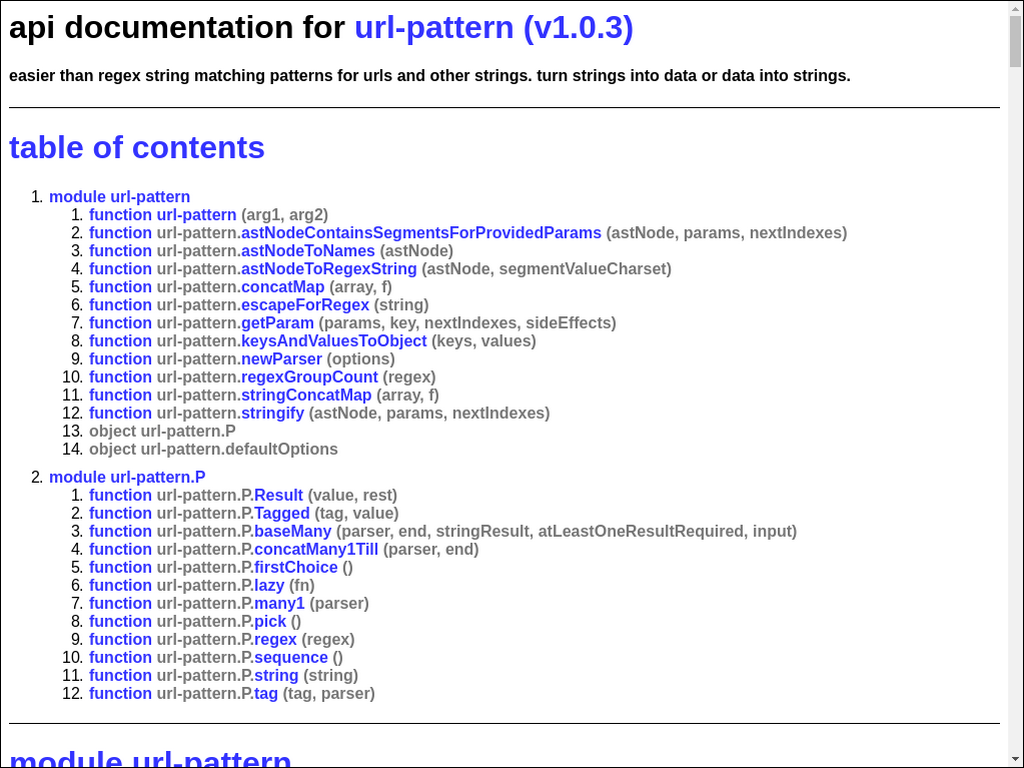 api documentation for url-pattern (v1.0.3)
easier than regex string matching patterns for urls and other strings. turn strings into data or data into strings.
table of contents
1. module url-pattern
1. function url-pattern (arg1, arg2)
2. function url-pattern.astNodeContainsSegmentsForProvidedParams (astNode, params, nextIndexes)
3. function url-pattern.astNodeToNames (astNode)
4. function url-pattern.astNodeToRegexString (astNode, segmentValueCharset)
5. function url-pattern.concatMap (array, f)
6. function url-pattern.escapeForRegex (string)
7. function url-pattern.getParam (params, key, nextIndexes, sideEffects)
8. function url-pattern.keysAndValuesToObject (keys, values)
9. function url-pattern.newParser (options)
10. function url-pattern.regexGroupCount (regex)
11. function url-pattern.stringConcatMap (array, f)
12. function url-pattern.stringify (astNode, params, nextIndexes)
13. object url-pattern.P
14. object url-pattern.defaultOptions
2. module url-pattern.P
1. function url-pattern.P.Result (value, rest)
2. function url-pattern.P.Tagged (tag, value)
3. function url-pattern.P.baseMany (parser, end, stringResult, atLeastOneResultRequired, input)
4. function url-pattern.P.concatMany1Till (parser, end)
5. function url-pattern.P.firstChoice ()
6. function url-pattern.P.lazy (fn)
7. function url-pattern.P.many1 (parser)
8. function url-pattern.P.pick ()
9. function url-pattern.P.regex (regex)
10. function url-pattern.P.sequence ()
11. function url-pattern.P.string (string)
12. function url-pattern.P.tag (tag, parser)
module url-pattern